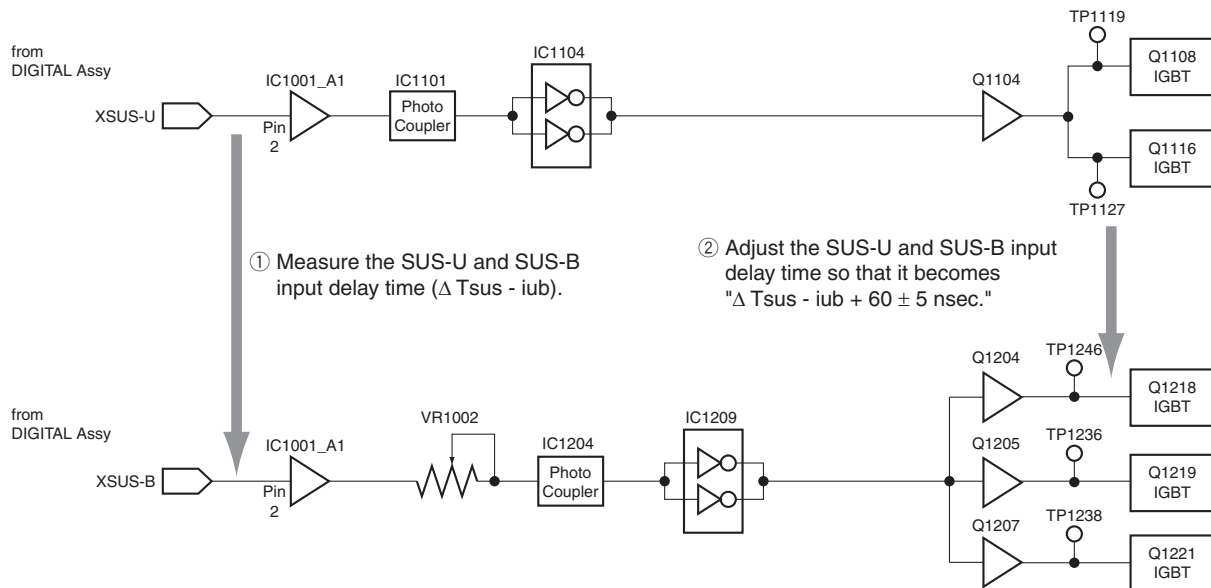 TP1119
from
DIGITAL Assy
IC1104
Q1108
IGBT
IC1001_A1
IC1101
Q1104
XSUS-U
Photo
Coupler
Pin
2
Q1116
IGBT
TP1127
① Measure the SUS-U and SUS-B
input delay time (Δ Tsus - iub).
② Adjust the SUS-U and SUS-B input
delay time so that it becomes
"Δ Tsus - iub + 60 ± 5 nsec."
Q1204
TP1246
Q1218
IGBT
from
DIGITAL Assy
VR1002
IC1209
IC1001_A1
IC1204
Q1205
TP1236
XSUS-B
Photo
Coupler
Q1219
IGBT
Pin
2
Q1207
TP1238
Q1221
IGBT